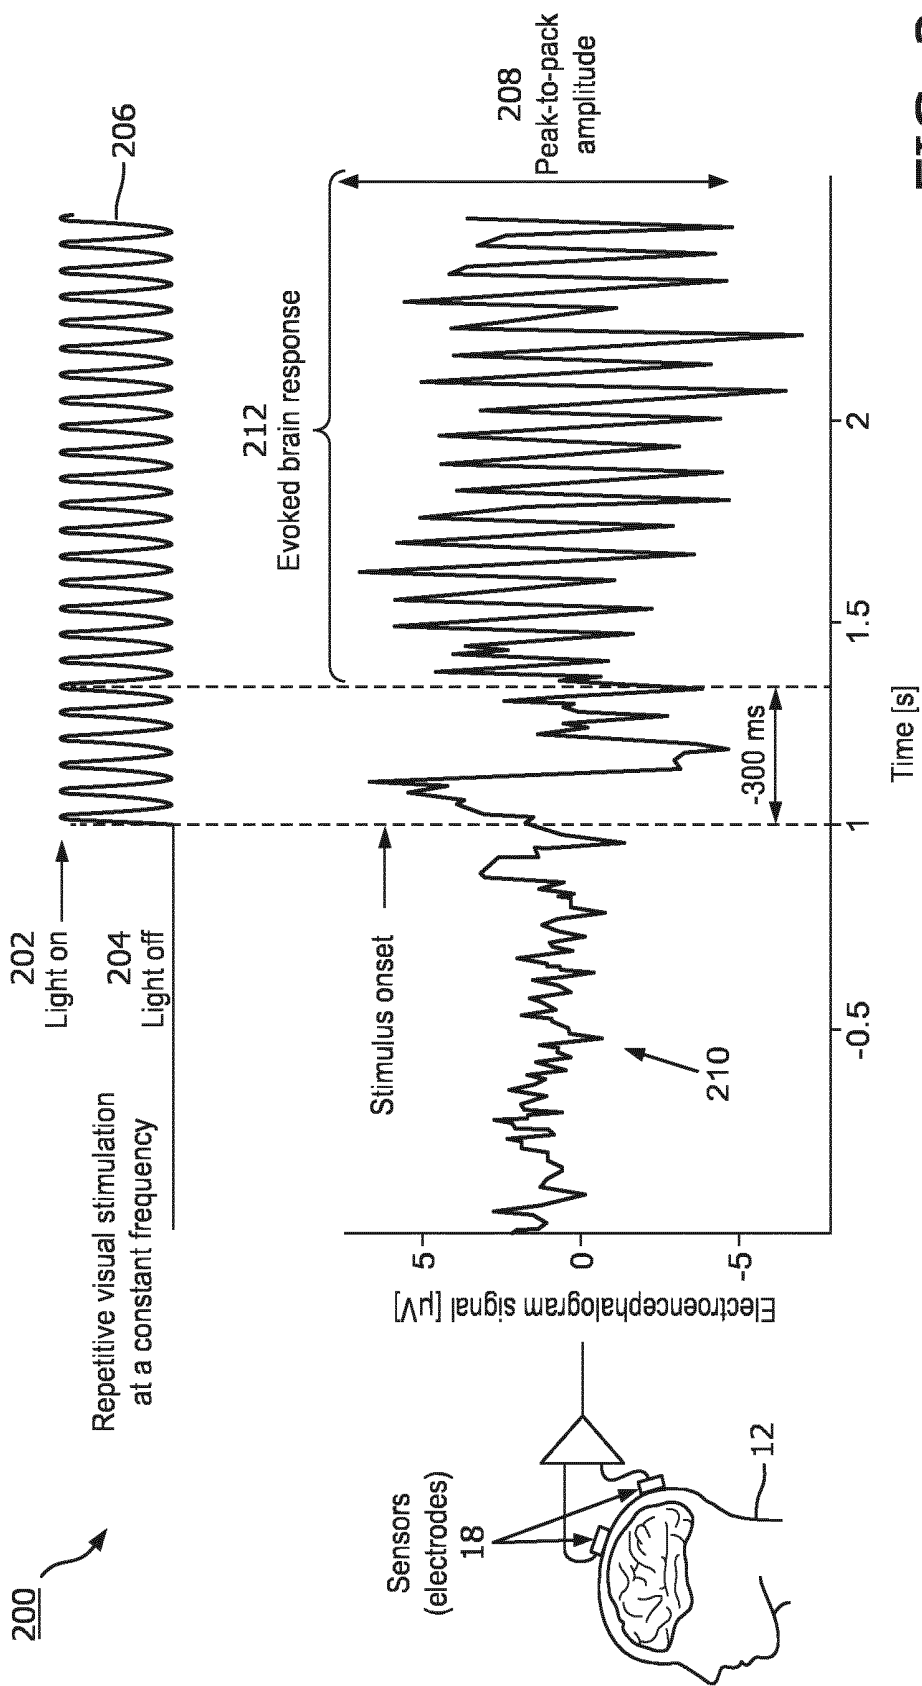 200
Repetitive visual stimulation
at a constant frequency
202
Light on
204
Light off
206
Stimulus onset
212
Evoked brain response
208
Peak-to-pack
amplitude
Sensors
(electrodes)
18
12
Electroencephalogram signal [µV]
5
0
-5
210
-300 ms
-0.5
1
1.5
2
Time [s]